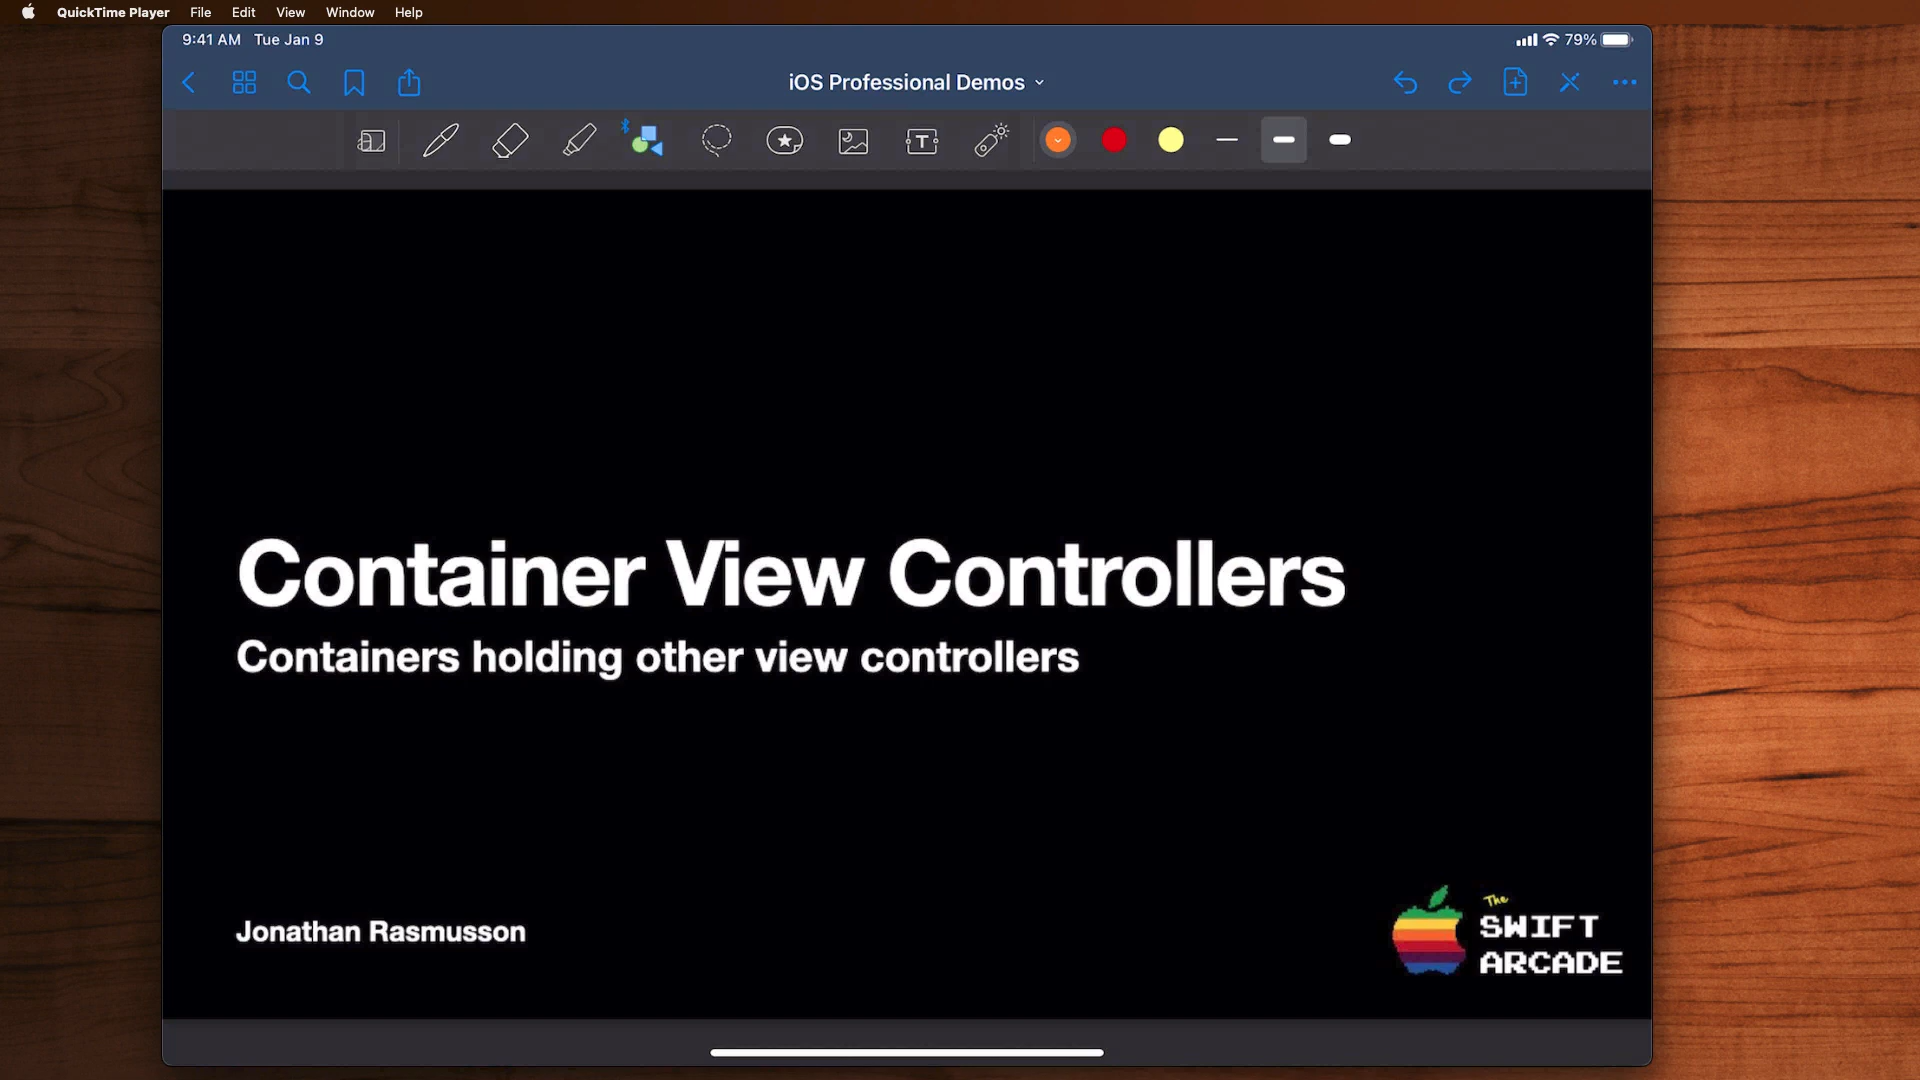 QuickTime Player File Edit View Window Help
9:41 AM Tue Jan 9
79%
iOS Professional Demos
T
Container View Controllers
Containers holding other view controllers
Jonathan Rasmusson
The
SWIFT
ARCADE